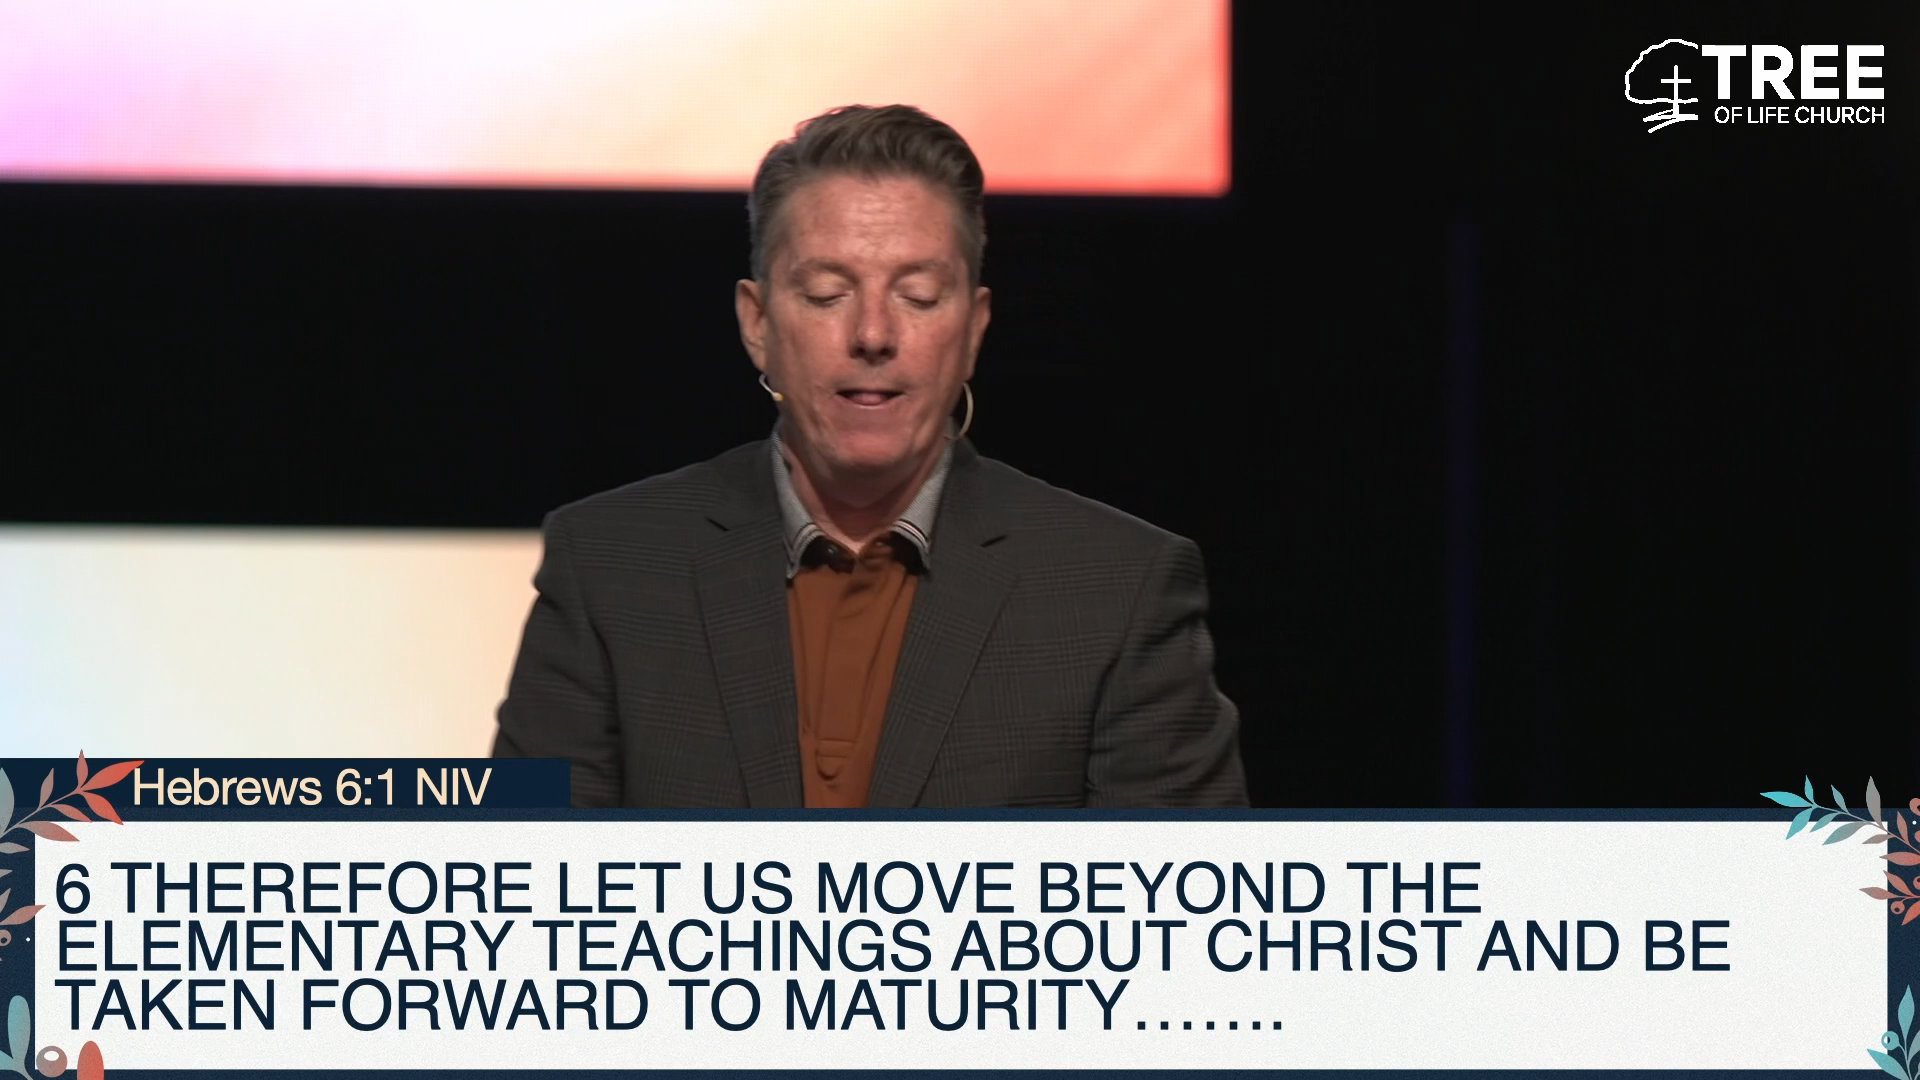 TREE
OF LIFE CHURCH
Hebrews 6:1 NIV
6 THEREFORE LET US MOVE BEYOND THE
ELEMENTARY TEACHINGS ABOUT CHRIST AND BE
TAKEN FORWARD TO MATURITY…….